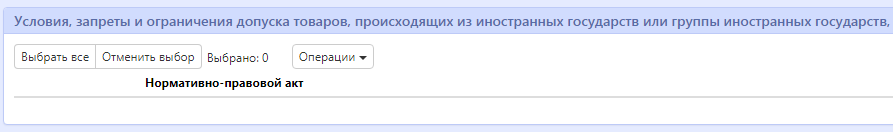 Условия, запреты и ограничения допуска товаров, происходящих из иностранных государств или группы иностранных государств,
Выбрать все Отменить выбор Выбрано: 0 Операции
Нормативно-правовой акт